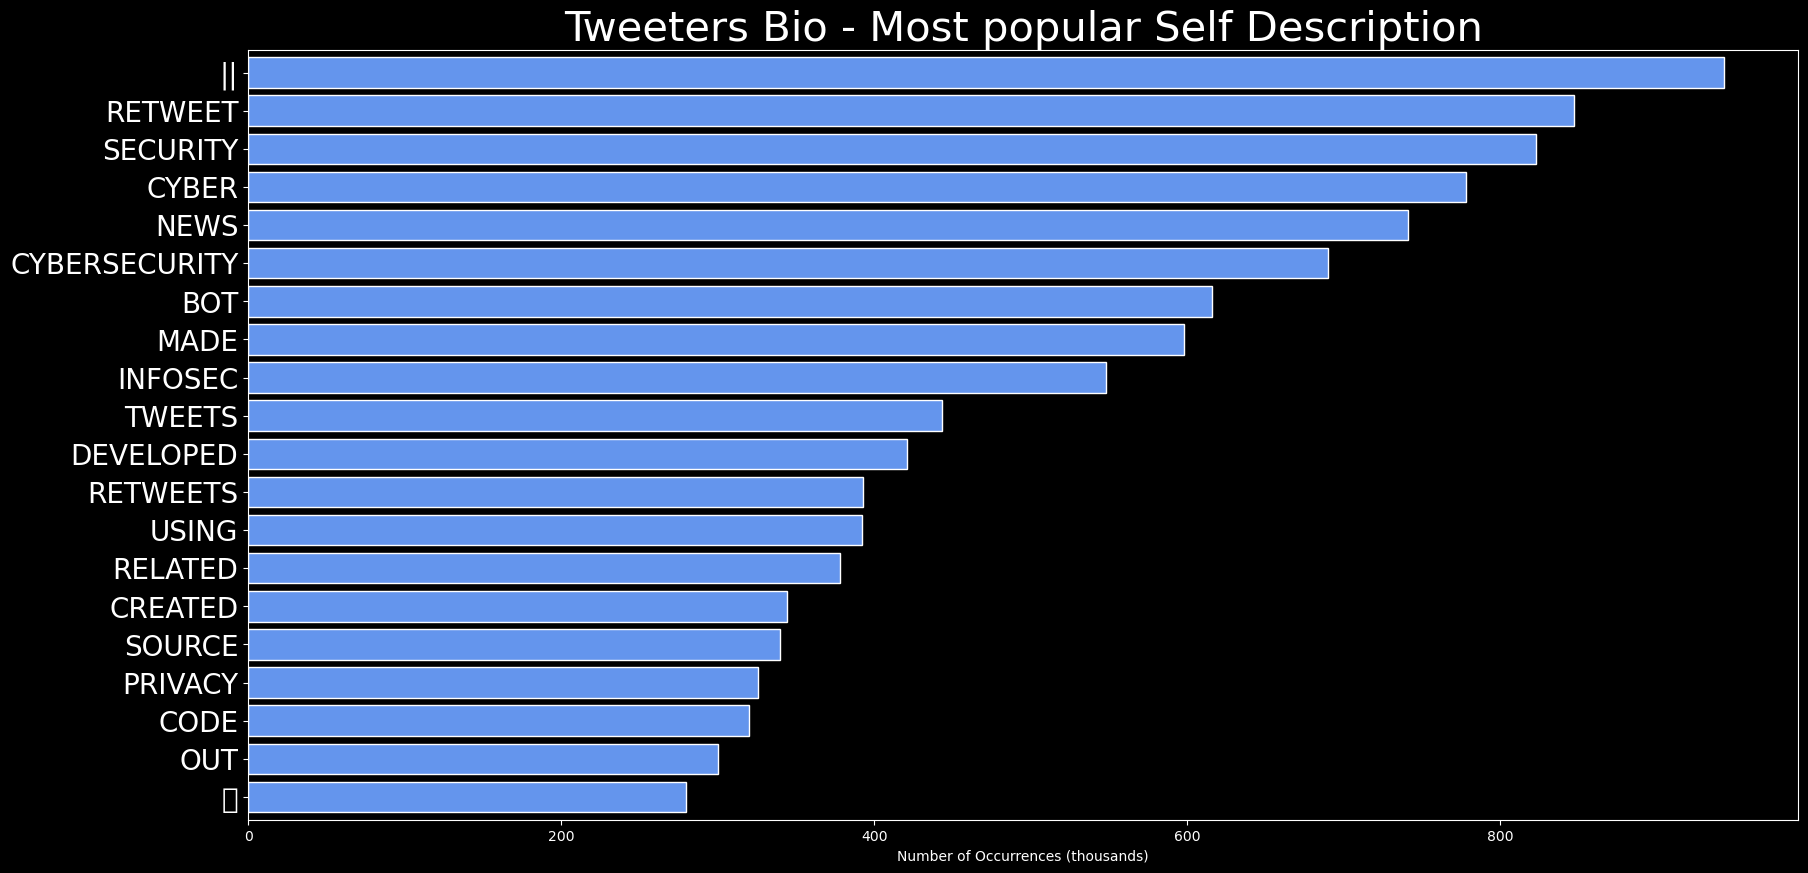 Tweeters Bio - Most popular Self Description
||
RETWEET
SECURITY
CYBER
NEWS
CYBERSECURITY
BOT
MADE
INFOSEC
TWEETS
DEVELOPED
RETWEETS
USING
RELATED
CREATED
SOURCE
PRIVACY
CODE
OUT
0 200 400 600 800
Number of Occurrences (thousands)